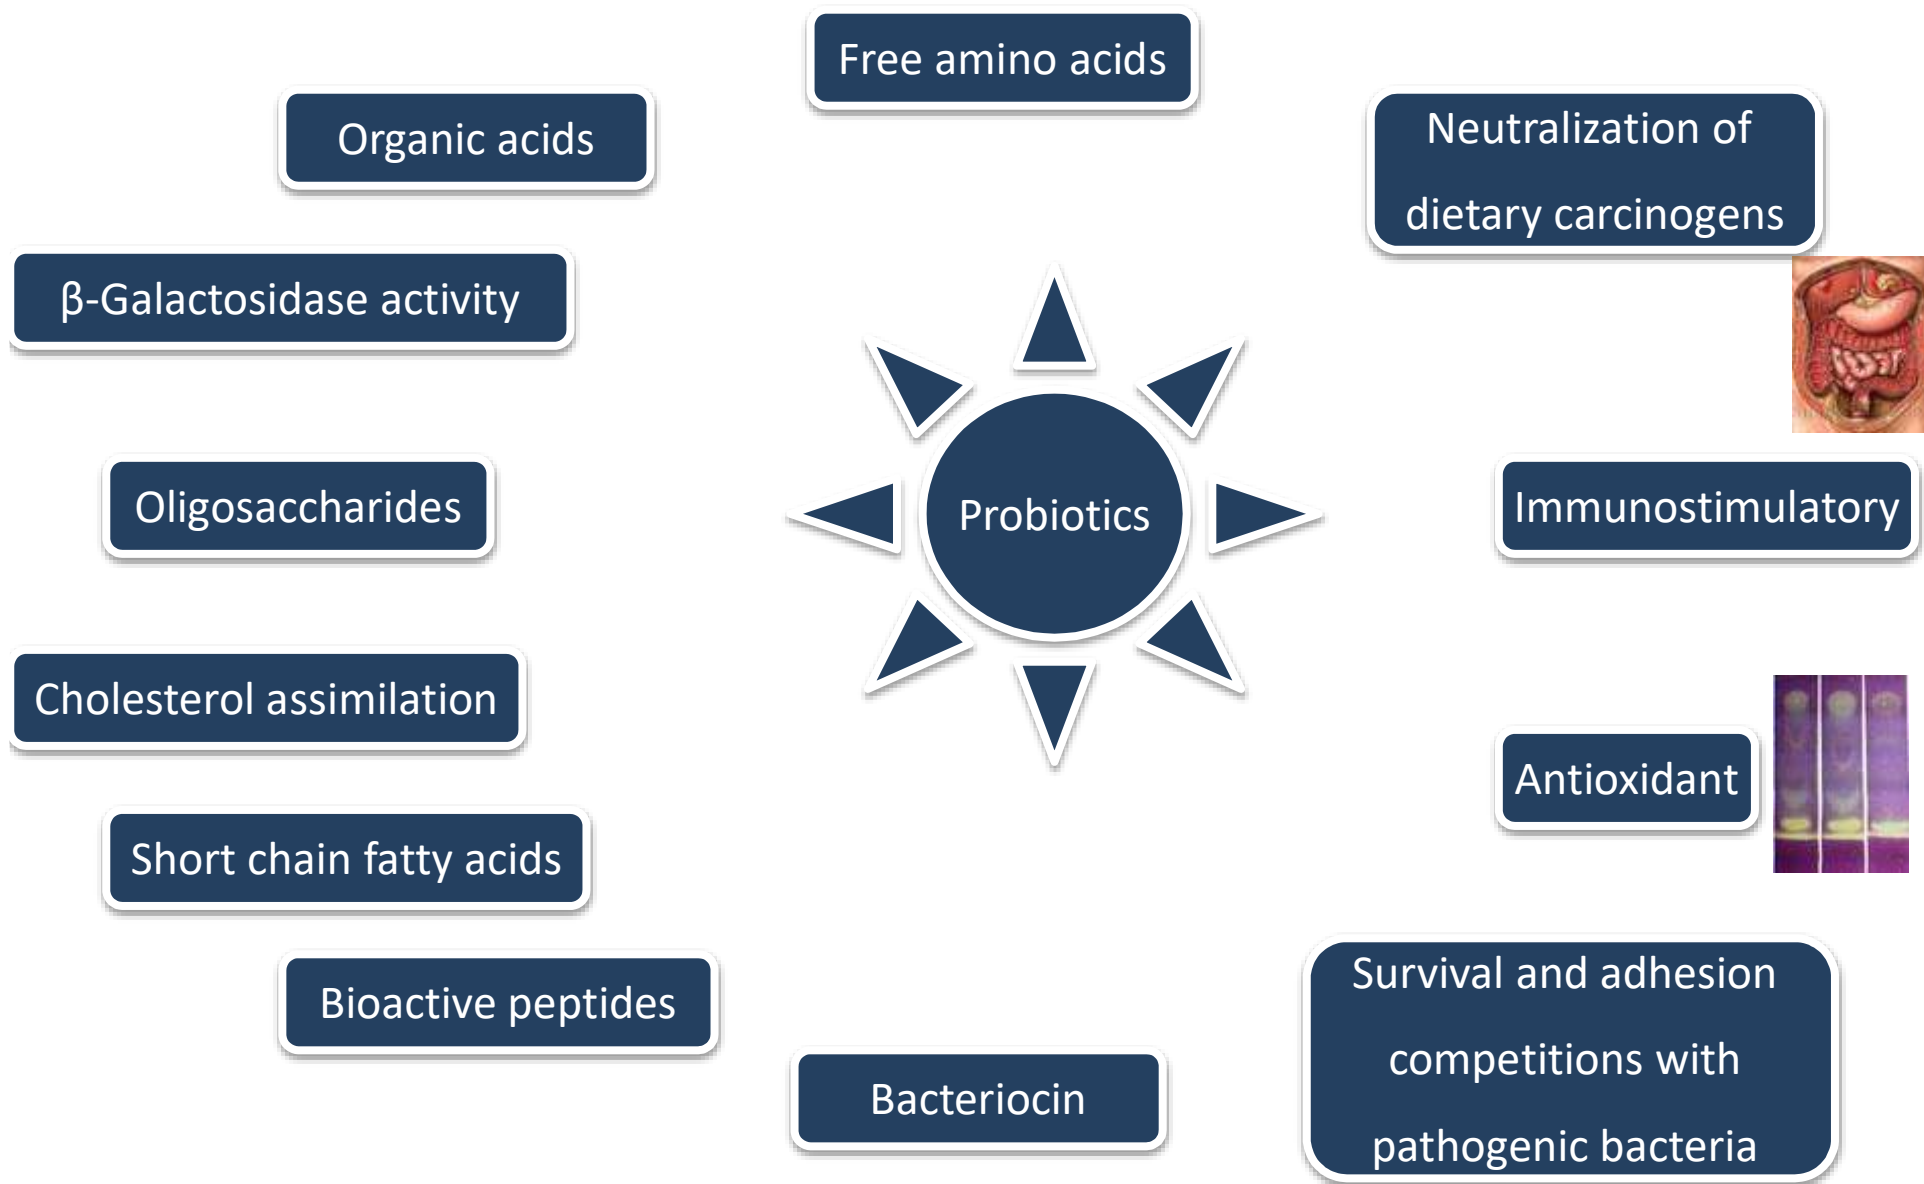 Free amino acids
Organic acids
Neutralization of
dietary carcinogens
β-Galactosidase activity
Oligosaccharides
Probiotics
Immunostimulatory
Cholesterol assimilation
Antioxidant
Short chain fatty acids
Bioactive peptides
Bacteriocin
Survival and adhesion
competitions with
pathogenic bacteria